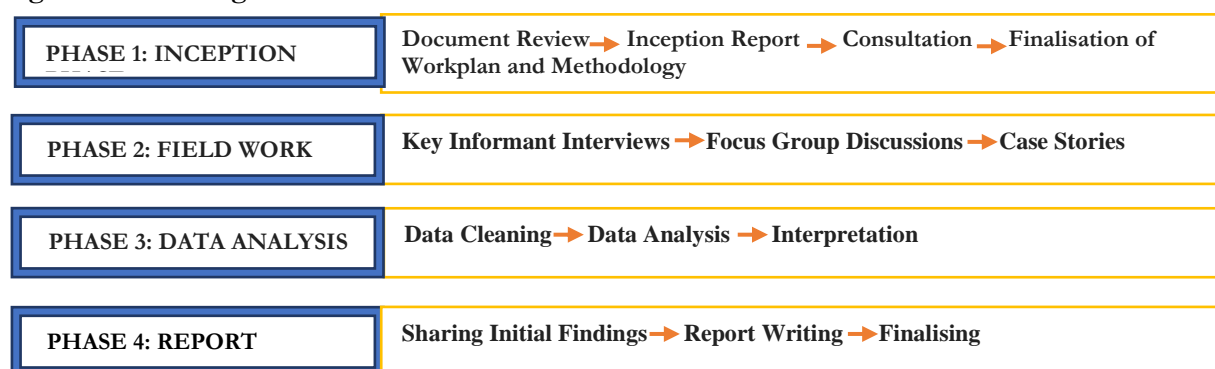 PHASE 1: INCEPTION
Document Review Inception Report Consultation Finalisation of
Workplan and Methodology
PHASE 2: FIELD WORK
Key Informant Interviews Focus Group Discussions Case Stories
PHASE 3: DATA ANALYSIS
Data Cleaning Data Analysis Interpretation
PHASE 4: REPORT
Sharing Initial Findings Report Writing Finalising